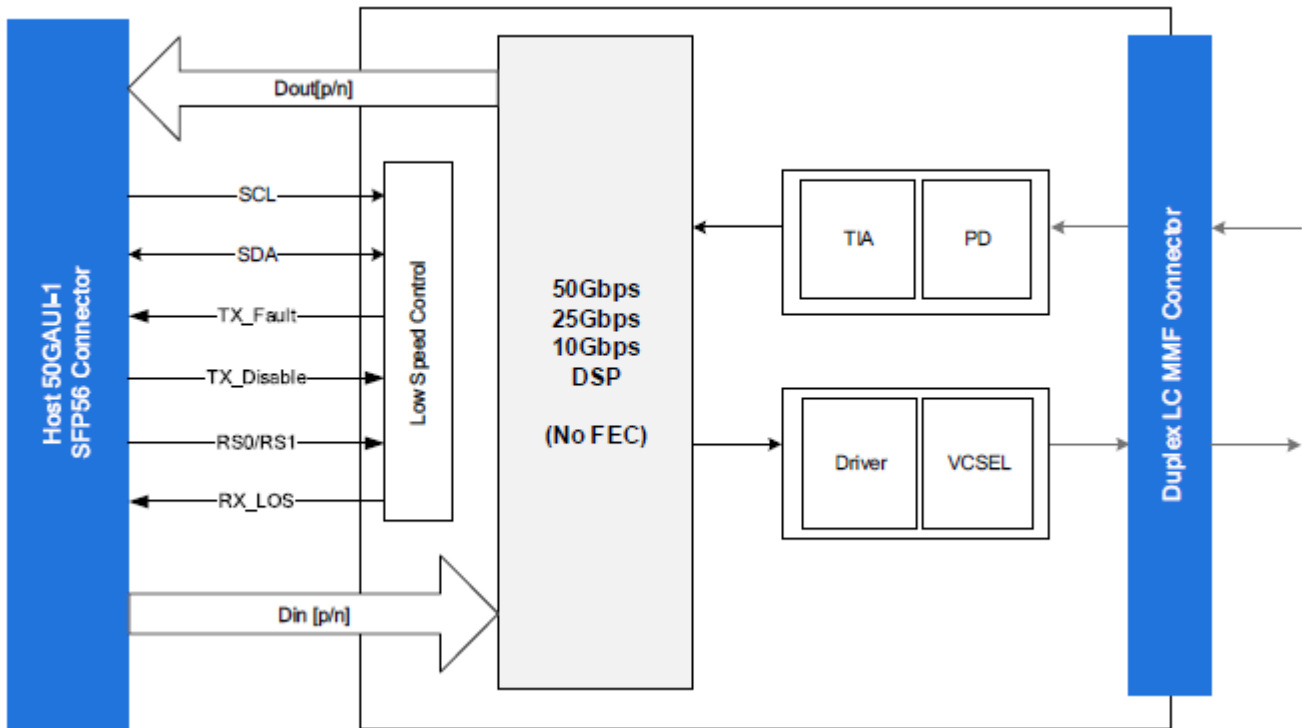 Host 50GAUI-1
SFP56 Connector
Dout[p/n]
SCL
SDA
TX_Fault
TX_Disable
RS0/RS1
RX_LOS
Din [p/n]
Low Speed Control
50Gbps
25Gbps
10Gbps
DSP
(No FEC)
TIA
PD
Driver
VCSEL
Duplex LC MMF Connector